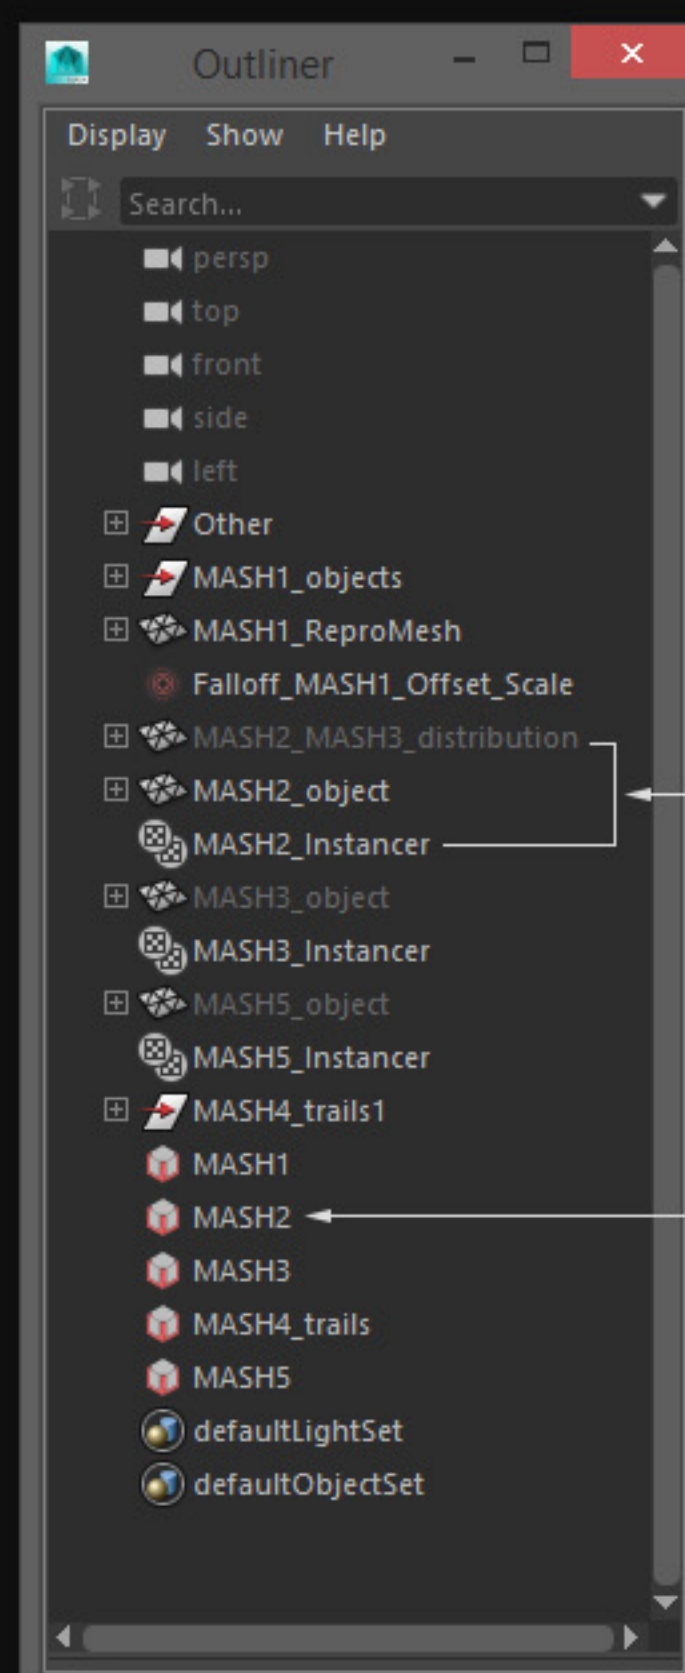 Outliner
Display Show Help
Search...
persp
top
front
side
left
Other
MASH1_objects
MASH1_ReproMesh
Falloff_MASH1_Offset_Scale
MASH2_MASH3_distribution
MASH2_object
MASH2_Instancer
MASH3_object
MASH3_Instancer
MASH5_object
MASH5_Instancer
MASH4_trails1
MASH1
MASH2
MASH3
MASH4_trails
MASH5
defaultLightSet
defaultObjectSet